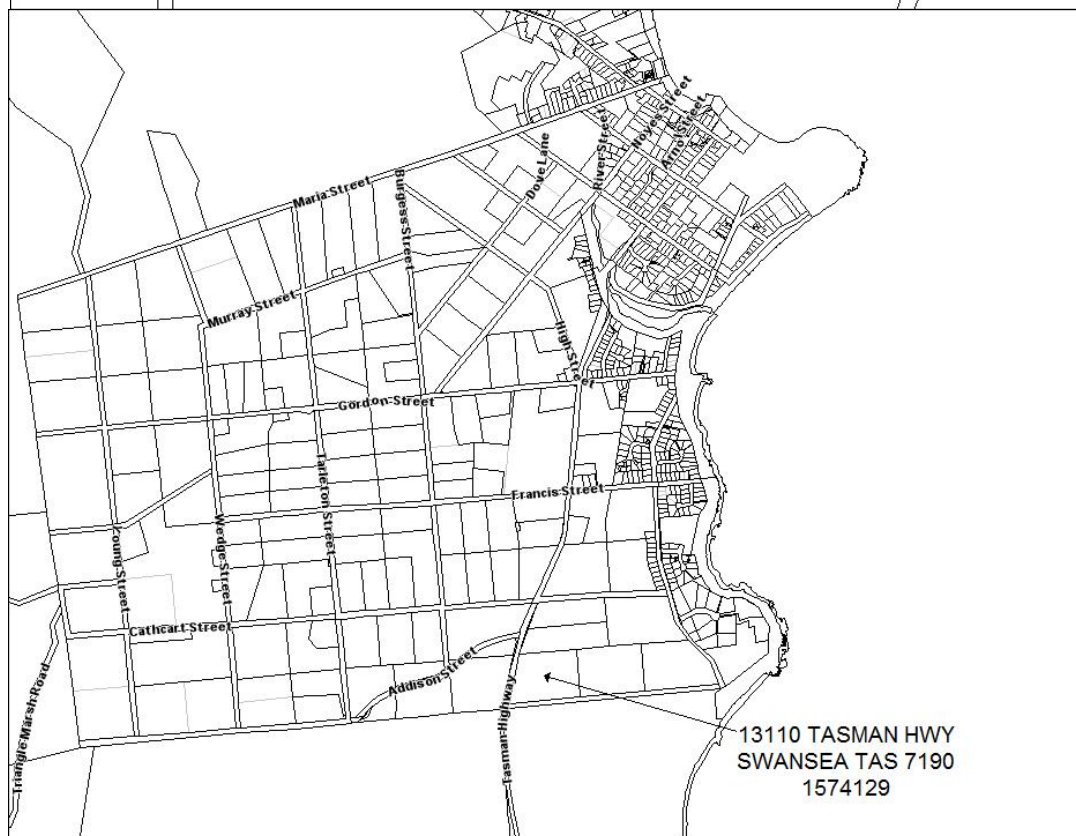 Noyes Street
Arnol Street
River Street
Dove Lane
Maria Street
Burgess Street
Murray Street
High Street
Gordon Street
Tarleton Street
Francis Street
Wedge Street
Young Street
Cathcart Street
Addison Street
Triangle Marsh Road
Tasman Highway
13110 TASMAN HWY
SWANSEA TAS 7190
1574129